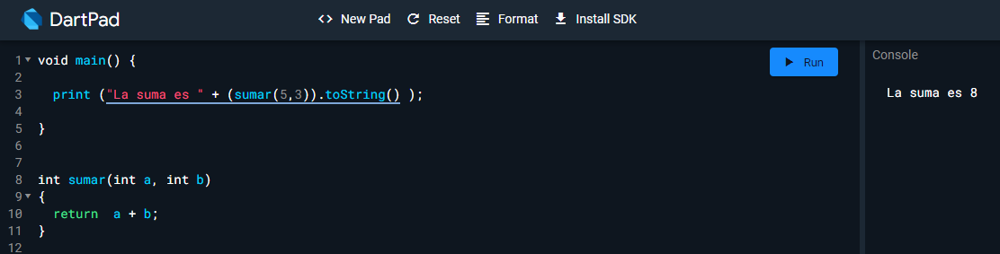 DartPad
<> New Pad Reset Format Install SDK
Run
Console
1 void main() {
2
3 print ("La suma es " + (sumar(5,3)).toString() );
4
5 }
6
7
8 int sumar(int a, int b)
9 {
10 return  a + b;
11 }
12
La suma es 8